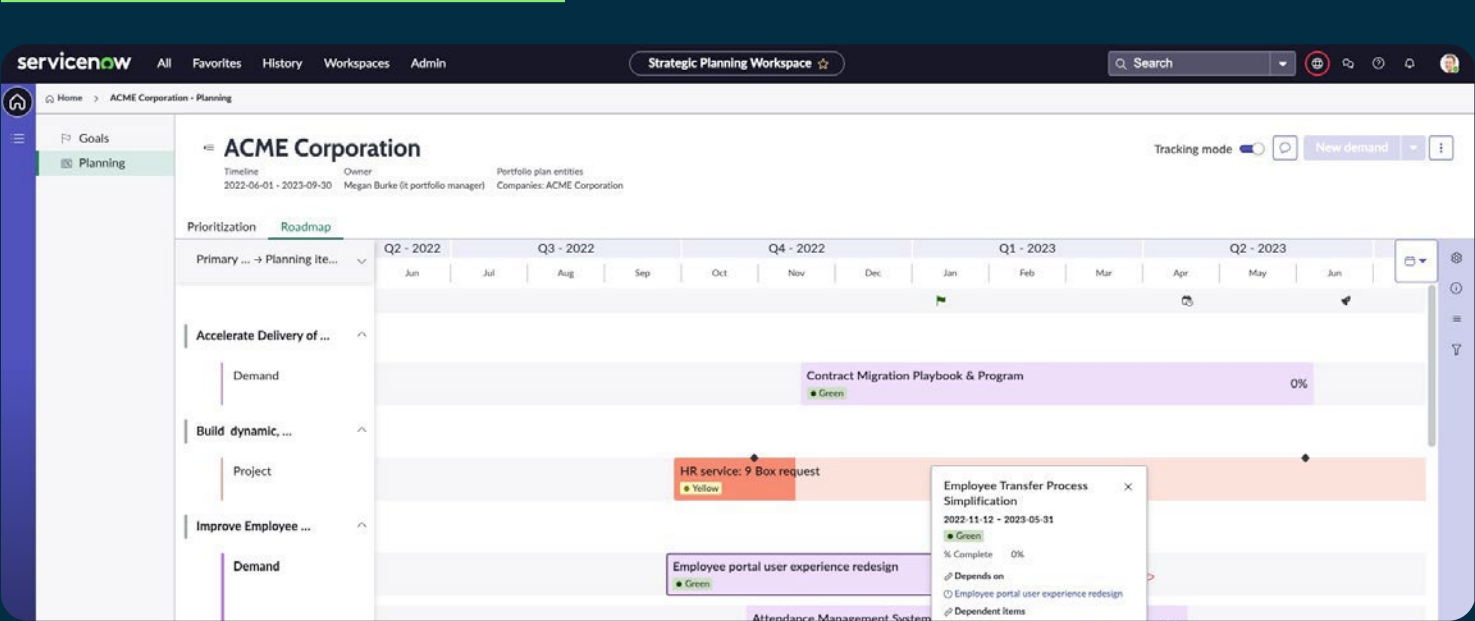 servicenow All Favorites History Workspaces Admin Strategic Planning Workspace Search
Home > ACME Corporation - Planning
Goals
Planning
ACME Corporation
Timeline Owner Portfolio plan entities
2022-06-01 - 2023-09-30 Megan Burke (it portfolio manager) Companies: ACME Corporation
Tracking mode New demand
Prioritization Roadmap
Primary ... → Planning ite...
Q2 - 2022 Q3 - 2022 Q4 - 2022 Q1 - 2023 Q2 - 2023
Jun Jul Aug Sep Oct Nov Dec Jan Feb Mar Apr May Jun
Accelerate Delivery of ...
Demand
Contract Migration Playbook & Program
Green
0%
Build dynamic, ...
Project
HR service: 9 Box request
Yellow
Improve Employee ...
Demand
Employee portal user experience redesign
Green
Attendance Management System
Employee Transfer Process
Simplification
2022-11-12 - 2023-05-31
Green
% Complete 0%
Depends on
Employee portal user experience redesign
Dependent items